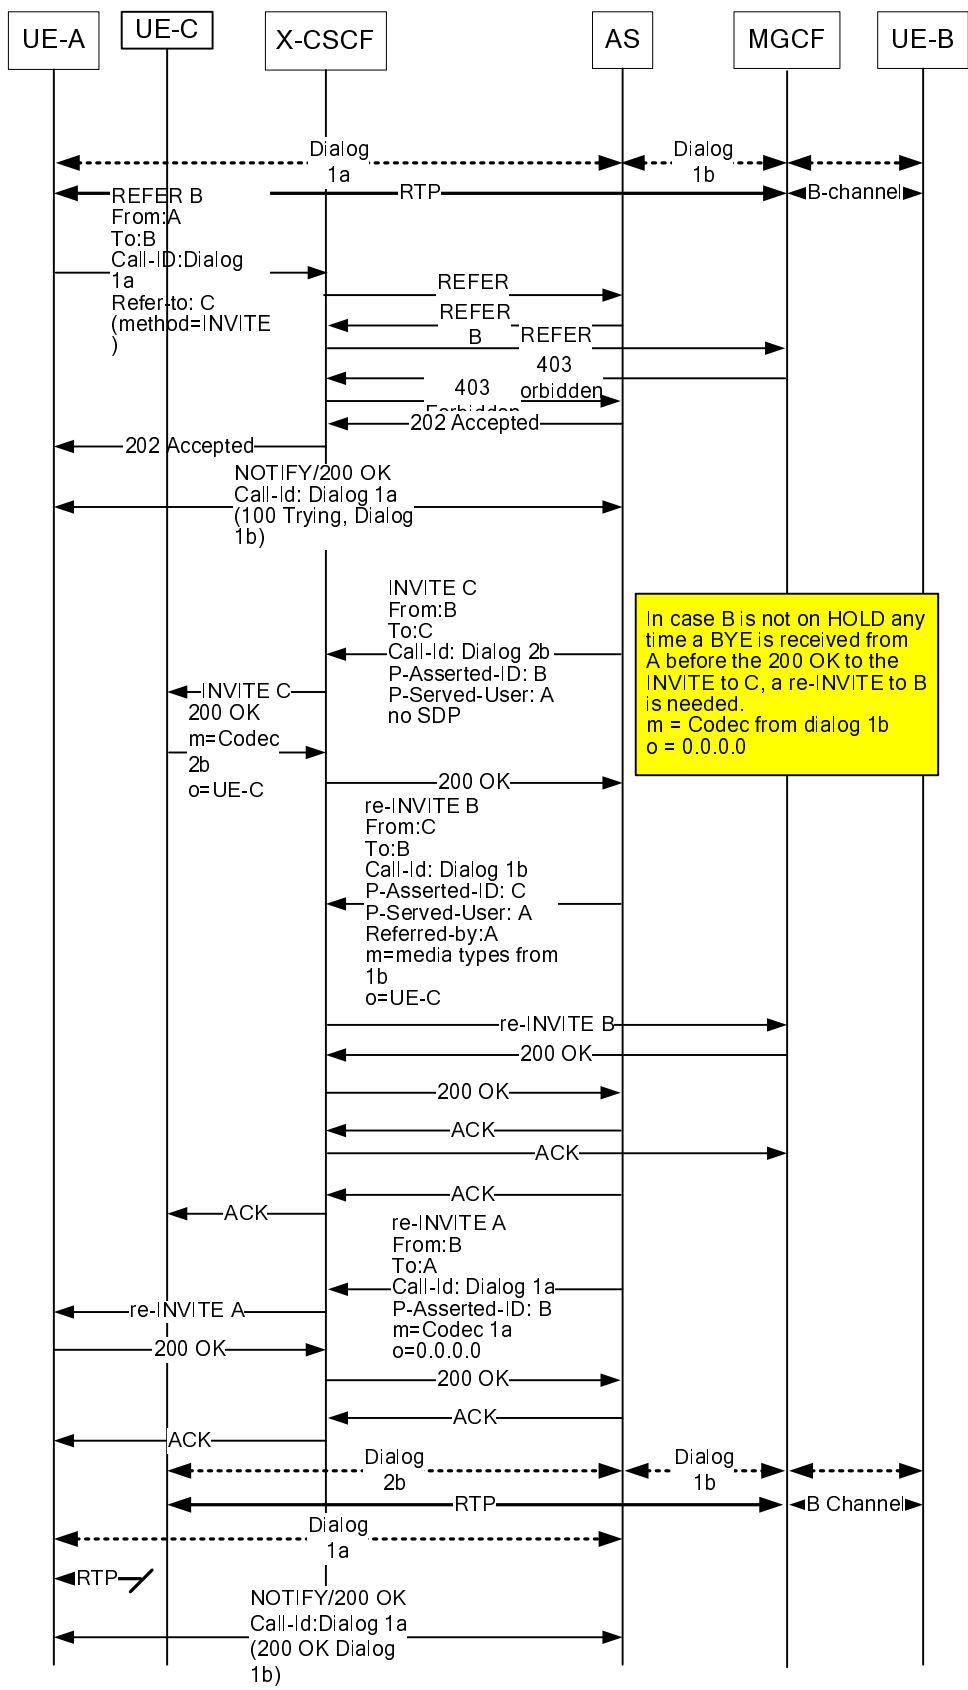 UE-A
UE-C
X-CSCF
AS
MGCF
UE-B
Dialog
1a
Dialog
1b
RTP
B-channel
REFER B
From:A
To:B
Call-ID:Dialog
1a
Refer-to: C
(method=INVITE
)
REFER
REFER
B
REFER
403
orbidden
403
Forbidden
202 Accepted
202 Accepted
NOTIFY/200 OK
Call-Id: Dialog 1a
(100 Trying, Dialog
1b)
INVITE C
From:B
To:C
Call-Id: Dialog 2b
P-Asserted-ID: B
P-Served-User: A
no SDP
In case B is not on HOLD any
time a BYE is received from
A before the 200 OK to the
INVITE to C, a re-INVITE to B
is needed.
m = Codec from dialog 1b
o = 0.0.0.0
INVITE C
200 OK
m=Codec
2b
o=UE-C
200 OK
re-INVITE B
From:C
To:B
Call-Id: Dialog 1b
P-Asserted-ID: C
P-Served-User: A
Referred-by:A
m=media types from
1b
o=UE-C
re-INVITE B
200 OK
200 OK
ACK
ACK
ACK
ACK
re-INVITE A
From:B
To:A
Call-Id: Dialog 1a
P-Asserted-ID: B
m=Codec 1a
o=0.0.0.0
re-INVITE A
200 OK
200 OK
ACK
ACK
Dialog
2b
Dialog
1b
RTP
B Channel
Dialog
1a
RTP
NOTIFY/200 OK
Call-Id:Dialog 1a
(200 OK Dialog
1b)